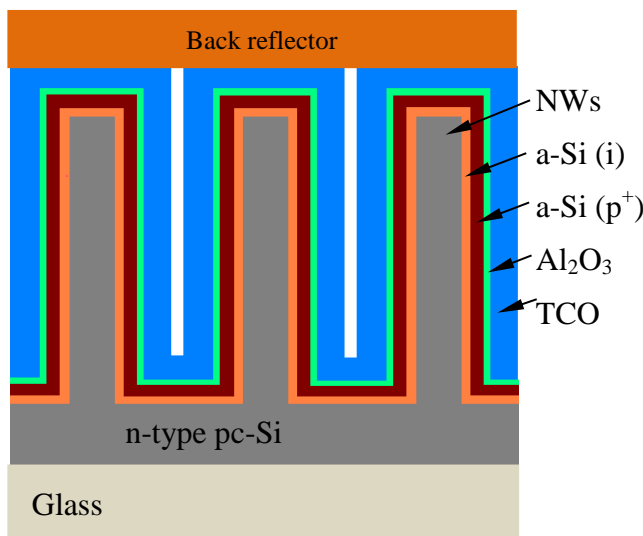 Back reflector
NWs
a-Si (i)
a-Si (p⁺)
Al₂O₃
TCO
n-type pc-Si
Glass